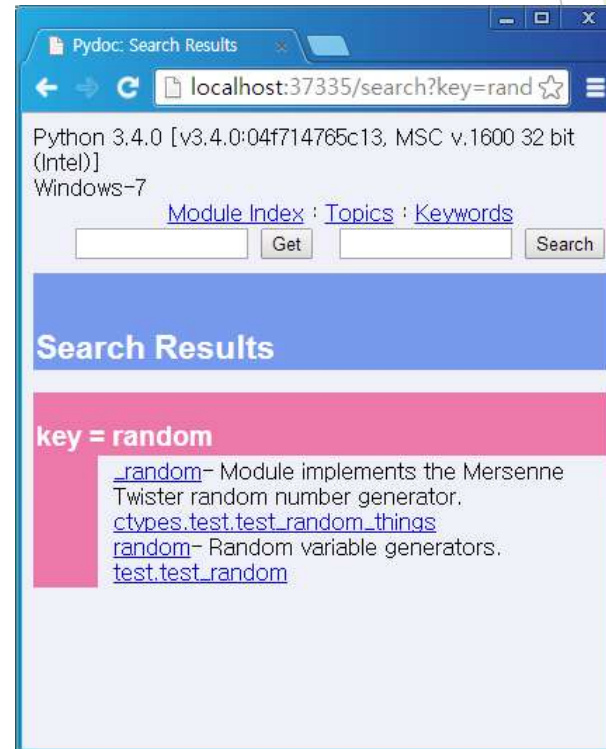 Pydoc: Search Results
localhost:37335/search?key=rand
Python 3.4.0 [v3.4.0:04f714765c13, MSC v.1600 32 bit
(Intel)]
Windows-7
Module Index : Topics : Keywords
Get Search
Search Results
key = random
_random- Module implements the Mersenne
Twister random number generator.
ctypes.test.test_random_things
random- Random variable generators.
test.test_random